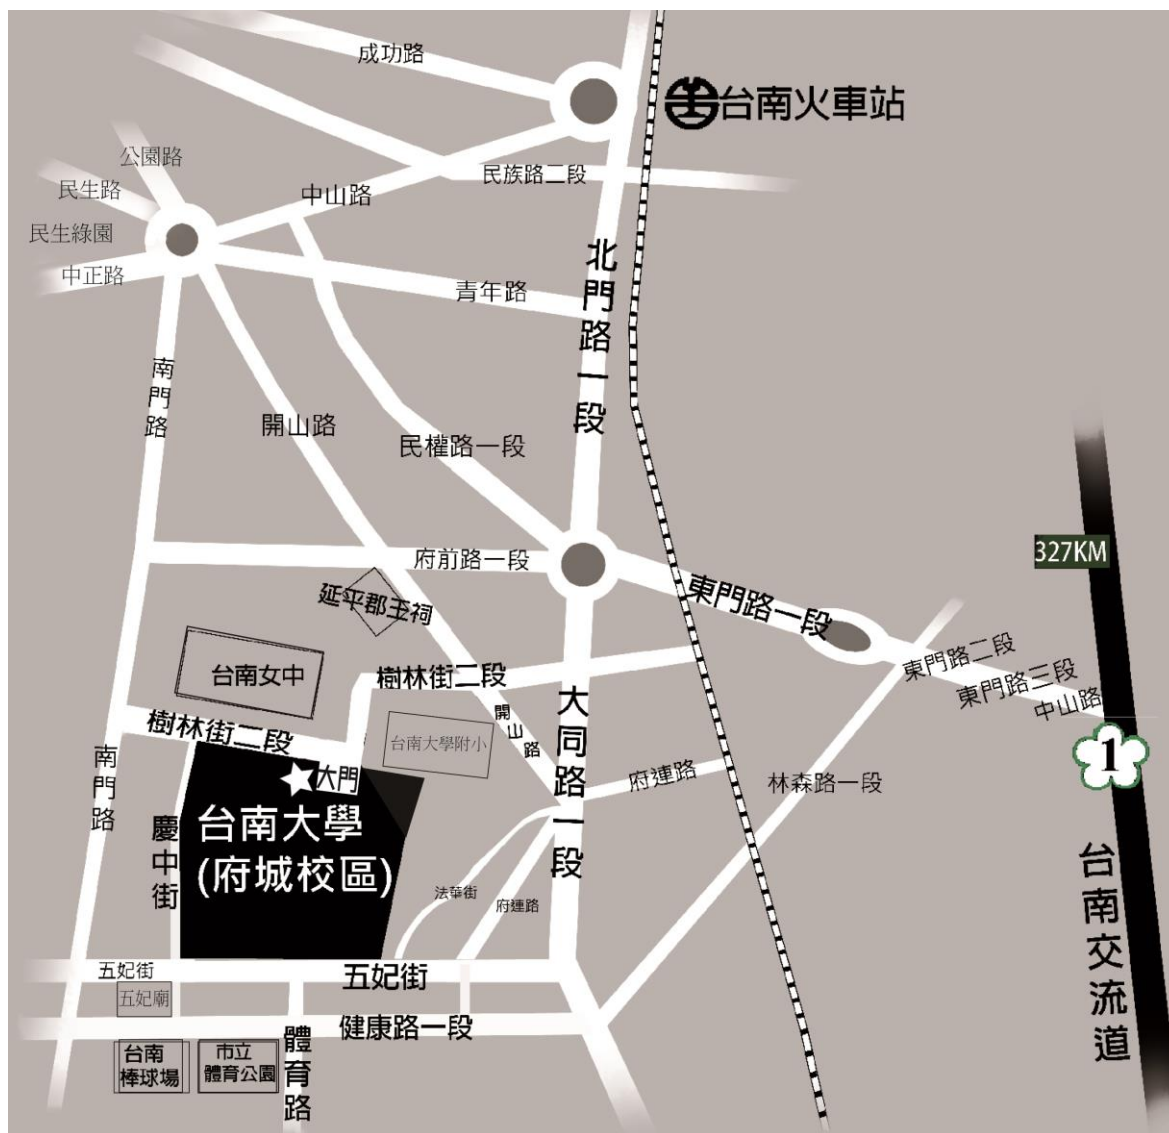 成功路
台南火車站
公園路
民族路二段
民生路
中山路
民生綠園
北門路一段
中正路
青年路
南門路
開山路
民權路一段
327KM
府前路一段
東門路一段
延平郡王祠
台南女中
樹林街二段
東門路二段
東門路二段
中山路
大同路一段
開山路
樹林街二段
台南大學附小
1
南門路
大門
府連路
林森路一段
台南大學
(府城校區)
慶中街
台南交流道
法華街
府連路
五妃街
五妃街
五妃廟
健康路一段
體育路
台南
棒球場
市立
體育公園